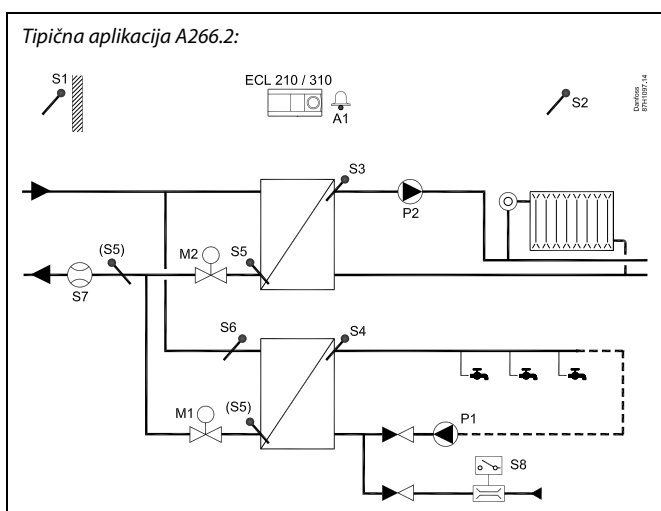 Tipična aplikacija A266.2:
S1
ECL 210 / 310
A1
S2
Danfoss
87H1097.14
S3
P2
(S5)
M2
S5
S7
S6
S4
M1
(S5)
P1
S8